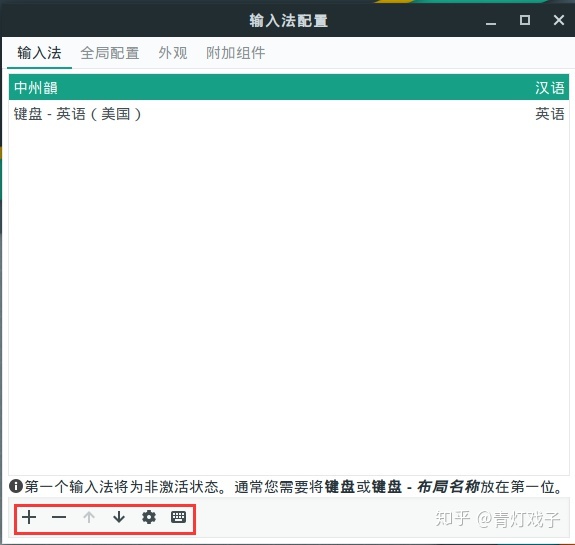 输入法配置
输入法 全局配置 外观 附加组件
中州韻 汉语
键盘 - 英语（美国） 英语
第一个输入法将为非激活状态。通常您需要将键盘或键盘 - 布局名称放在第一位。
知乎 @青灯戏子